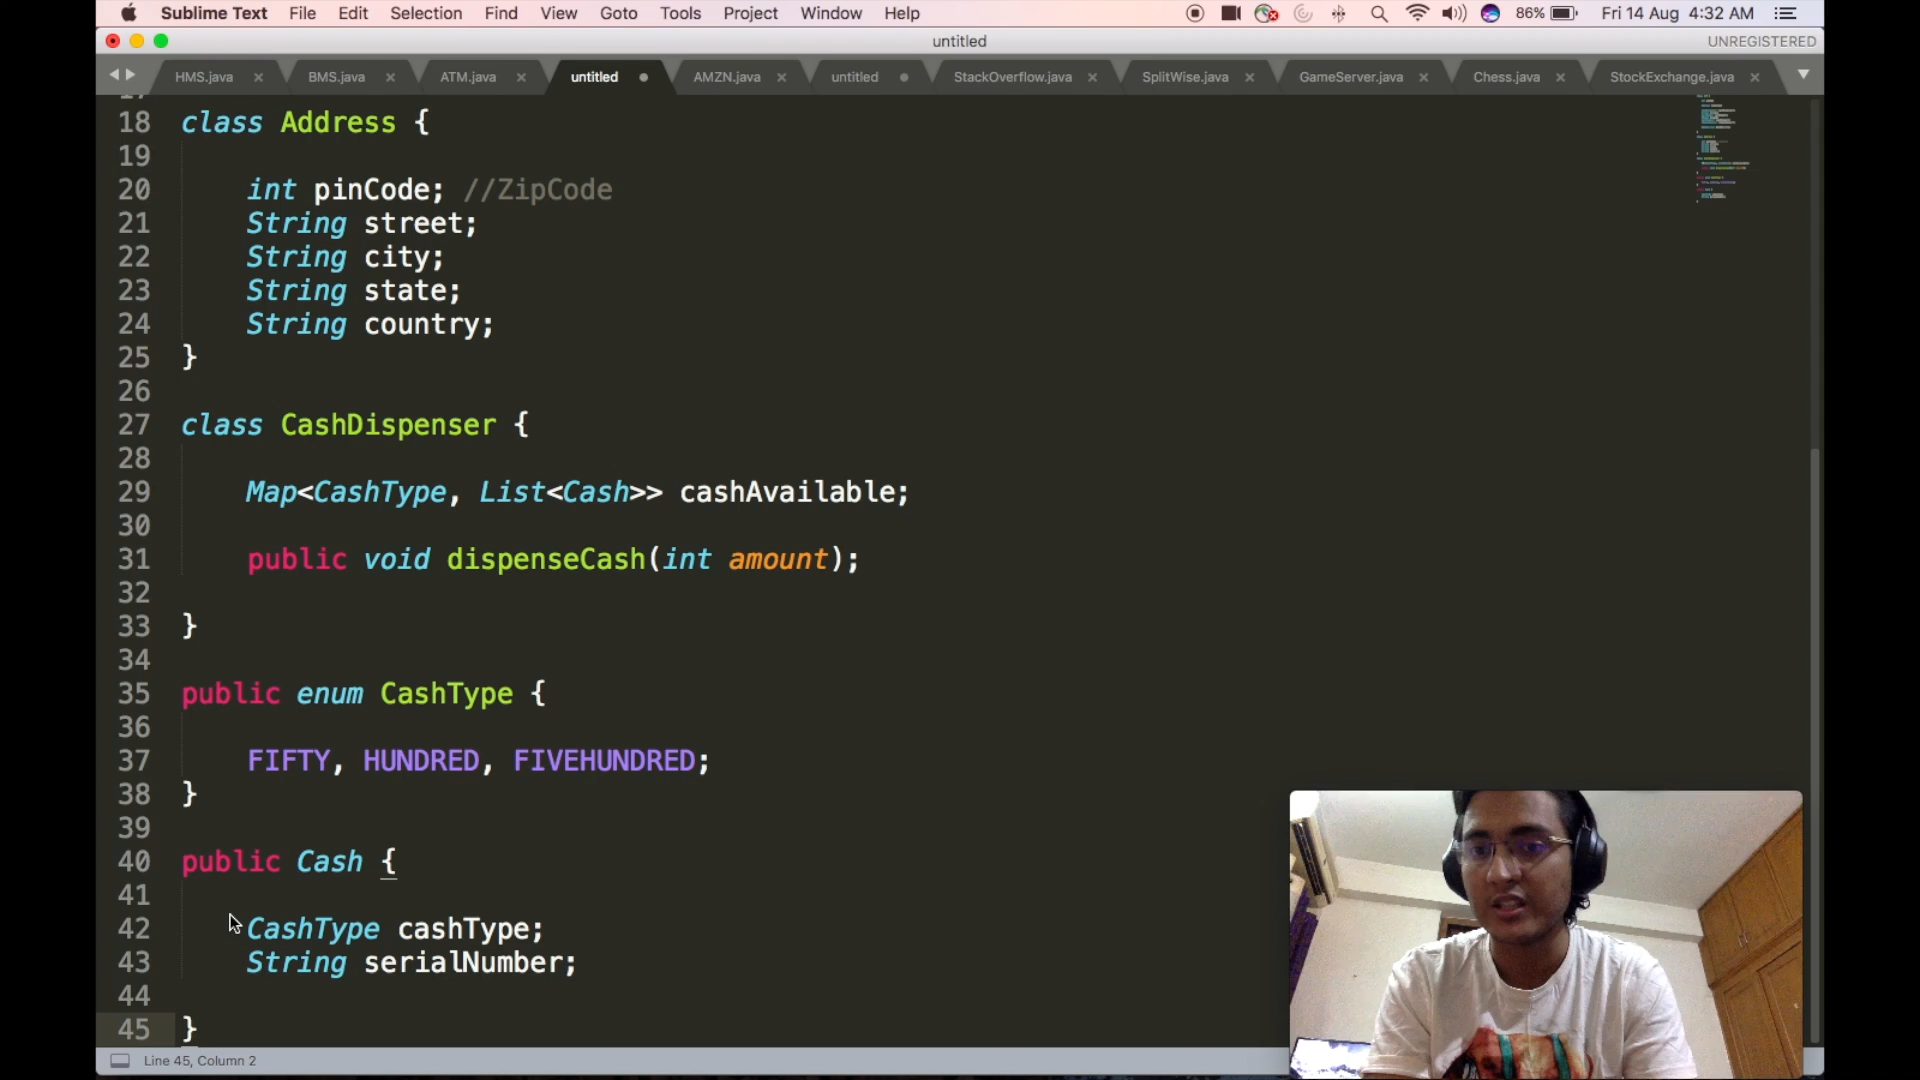 Sublime Text File Edit Selection Find View Goto Tools Project Window Help 86% Fri 14 Aug 4:32 AM
untitled UNREGISTERED
HMS.java BMS.java ATM.java untitled AMZN.java untitled StackOverflow.java SplitWise.java GameServer.java Chess.java StockExchange.java
18 class Address {
19
20 int pinCode; //ZipCode
21 String street;
22 String city;
23 String state;
24 String country;
25 }
26
27 class CashDispenser {
28
29 Map<CashType, List<Cash>> cashAvailable;
30
31 public void dispenseCash(int amount);
32
33 }
34
35 public enum CashType {
36
37 FIFTY, HUNDRED, FIVEHUNDRED;
38 }
39
40 public Cash {
41
42 CashType cashType;
43 String serialNumber;
44
45 }
Line 45, Column 2